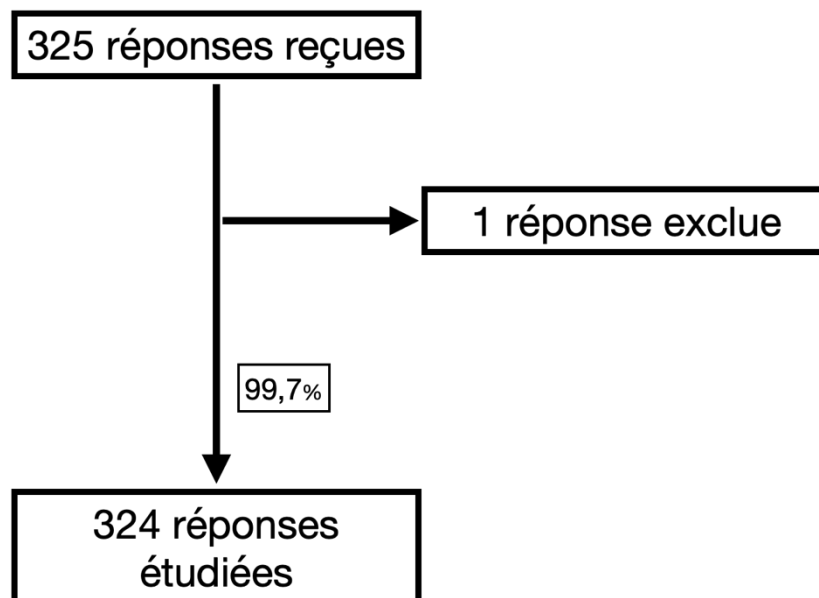 325 réponses reçues
1 réponse exclue
99,7%
324 réponses
étudiées